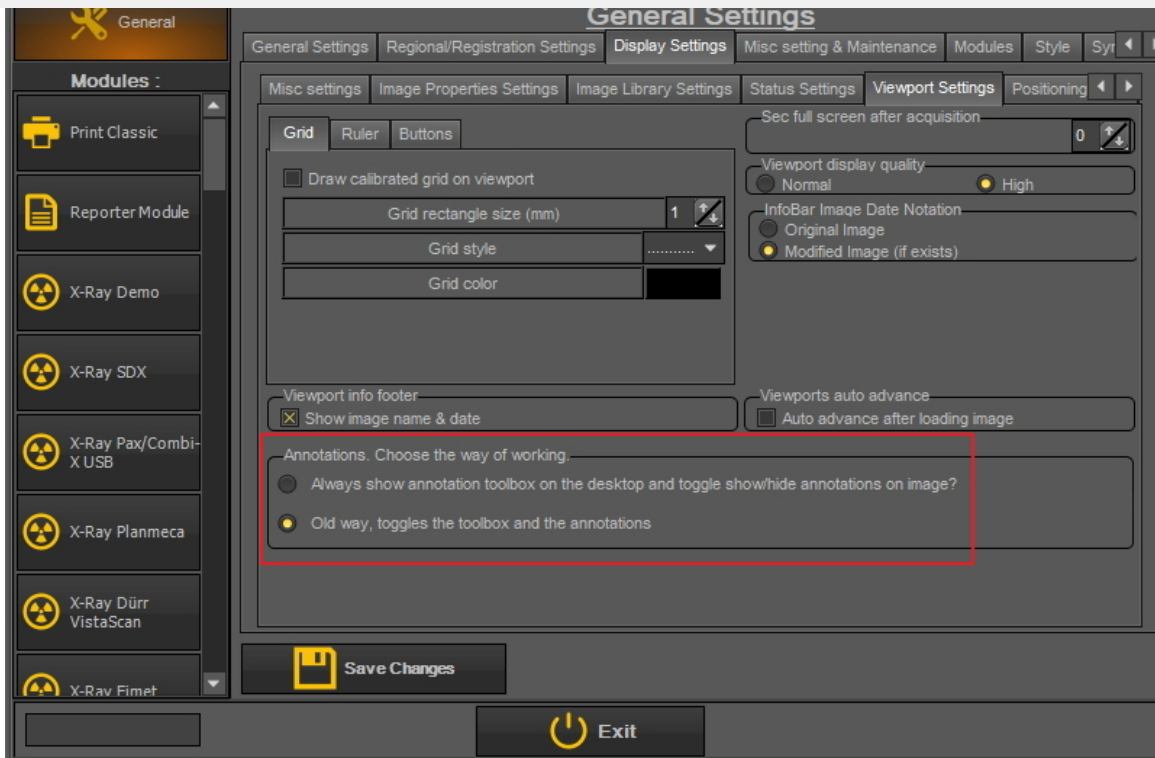 General
General Settings
General Settings
Regional/Registration Settings
Display Settings
Misc setting & Maintenance
Modules
Style
Modules :
Misc settings
Image Properties Settings
Image Library Settings
Status Settings
Viewport Settings
Positioning
Print Classic
Reporter Module
X-Ray Demo
X-Ray SDX
X-Ray Pax/Combi-
X USB
X-Ray Planmeca
X-Ray Dürr
VistaScan
X-Ray Fimet
Grid
Ruler
Buttons
Draw calibrated grid on viewport
Grid rectangle size (mm)
1
Grid style
...........
Grid color
Sec full screen after acquisition
0
Viewport display quality
Normal
High
InfoBar Image Date Notation
Original Image
Modified Image (if exists)
Viewport info footer
Show image name & date
Viewports auto advance
Auto advance after loading image
Annotations. Choose the way of working.
Always show annotation toolbox on the desktop and toggle show/hide annotations on image?
Old way, toggles the toolbox and the annotations
Save Changes
Exit